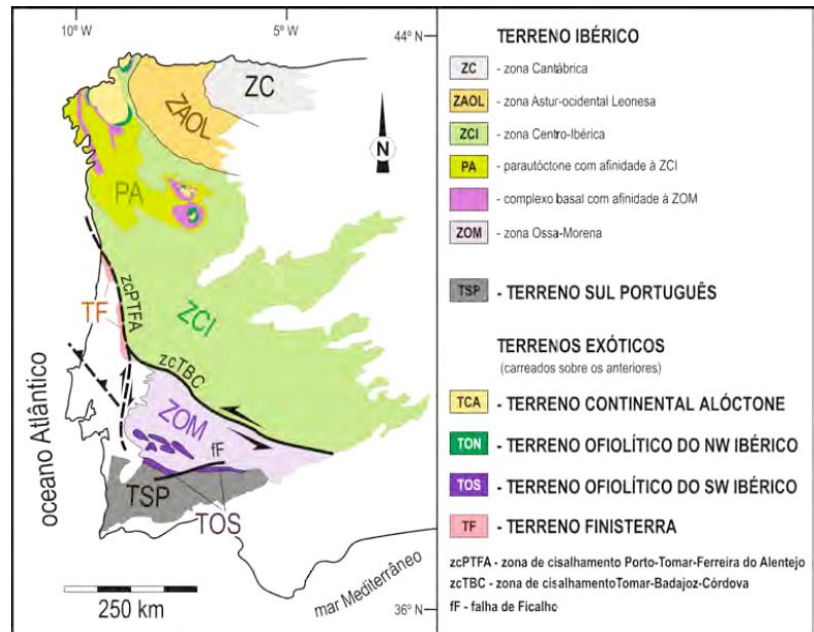 10º W
5º W
44º N
ZC
ZAOL
N
PA
zcPTFA
TF
ZCI
zcTBC
oceano Atlântico
ZOM
fF
TSP
TOS
250 km
mar Mediterrâneo
36º N
TERRENO IBÉRICO
ZC - zona Cantábrica
ZAOL - zona Astur-ocidental Leonesa
ZCI - zona Centro-Ibérica
PA - parautóctone com afinidade à ZCI
- complexo basal com afinidade à ZOM
ZOM - zona Ossa-Morena
TSP - TERRENO SUL PORTUGUÊS
TERRENOS EXÓTICOS
(carreados sobre os anteriores)
TCA - TERRENO CONTINENTAL ALÓCTONE
TON - TERRENO OFIOLÍTICO DO NW IBÉRICO
TOS - TERRENO OFIOLÍTICO DO SW IBÉRICO
TF - TERRENO FINISTERRA
zcPTFA - zona de cisalhamento Porto-Tomar-Ferreira do Alentejo
zcTBC - zona de cisalhamentoTomar-Badajoz-Córdova
fF - falha de Ficalho